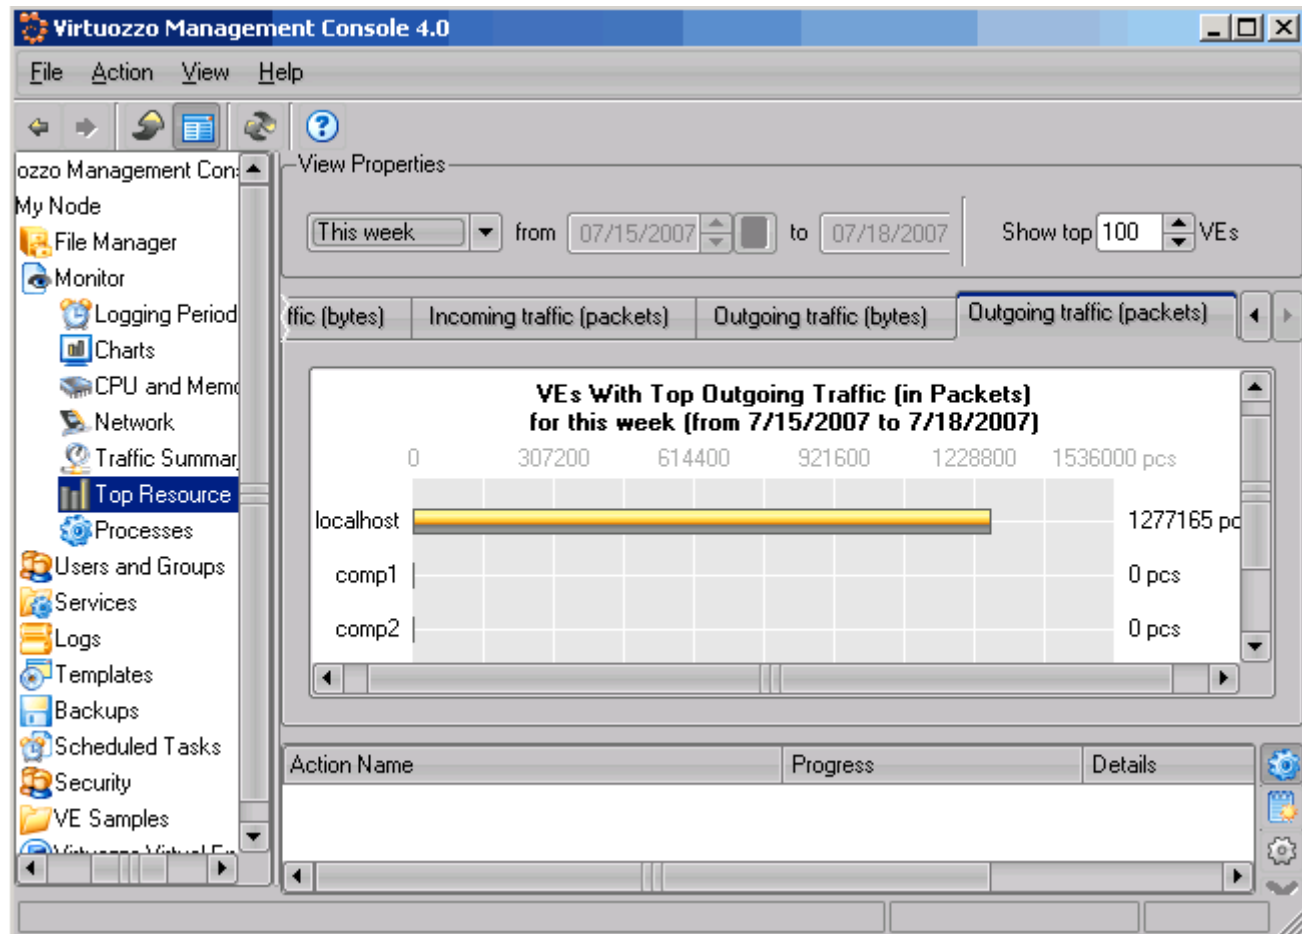 Virtuozzo Management Console 4.0
File Action View Help
ozzo Management Con
My Node
File Manager
Monitor
Logging Period
Charts
CPU and Memo
Network
Traffic Summar
Top Resource
Processes
Users and Groups
Services
Logs
Templates
Backups
Scheduled Tasks
Security
VE Samples
View Properties
This week from 07/15/2007 to 07/18/2007 Show top 100 VEs
ffic (bytes) Incoming traffic (packets) Outgoing traffic (bytes) Outgoing traffic (packets)
VEs With Top Outgoing Traffic (in Packets)
for this week (from 7/15/2007 to 7/18/2007)
0 307200 614400 921600 1228800 1536000 pcs
localhost 1277165 pc
comp1 0 pcs
comp2 0 pcs
Action Name Progress Details